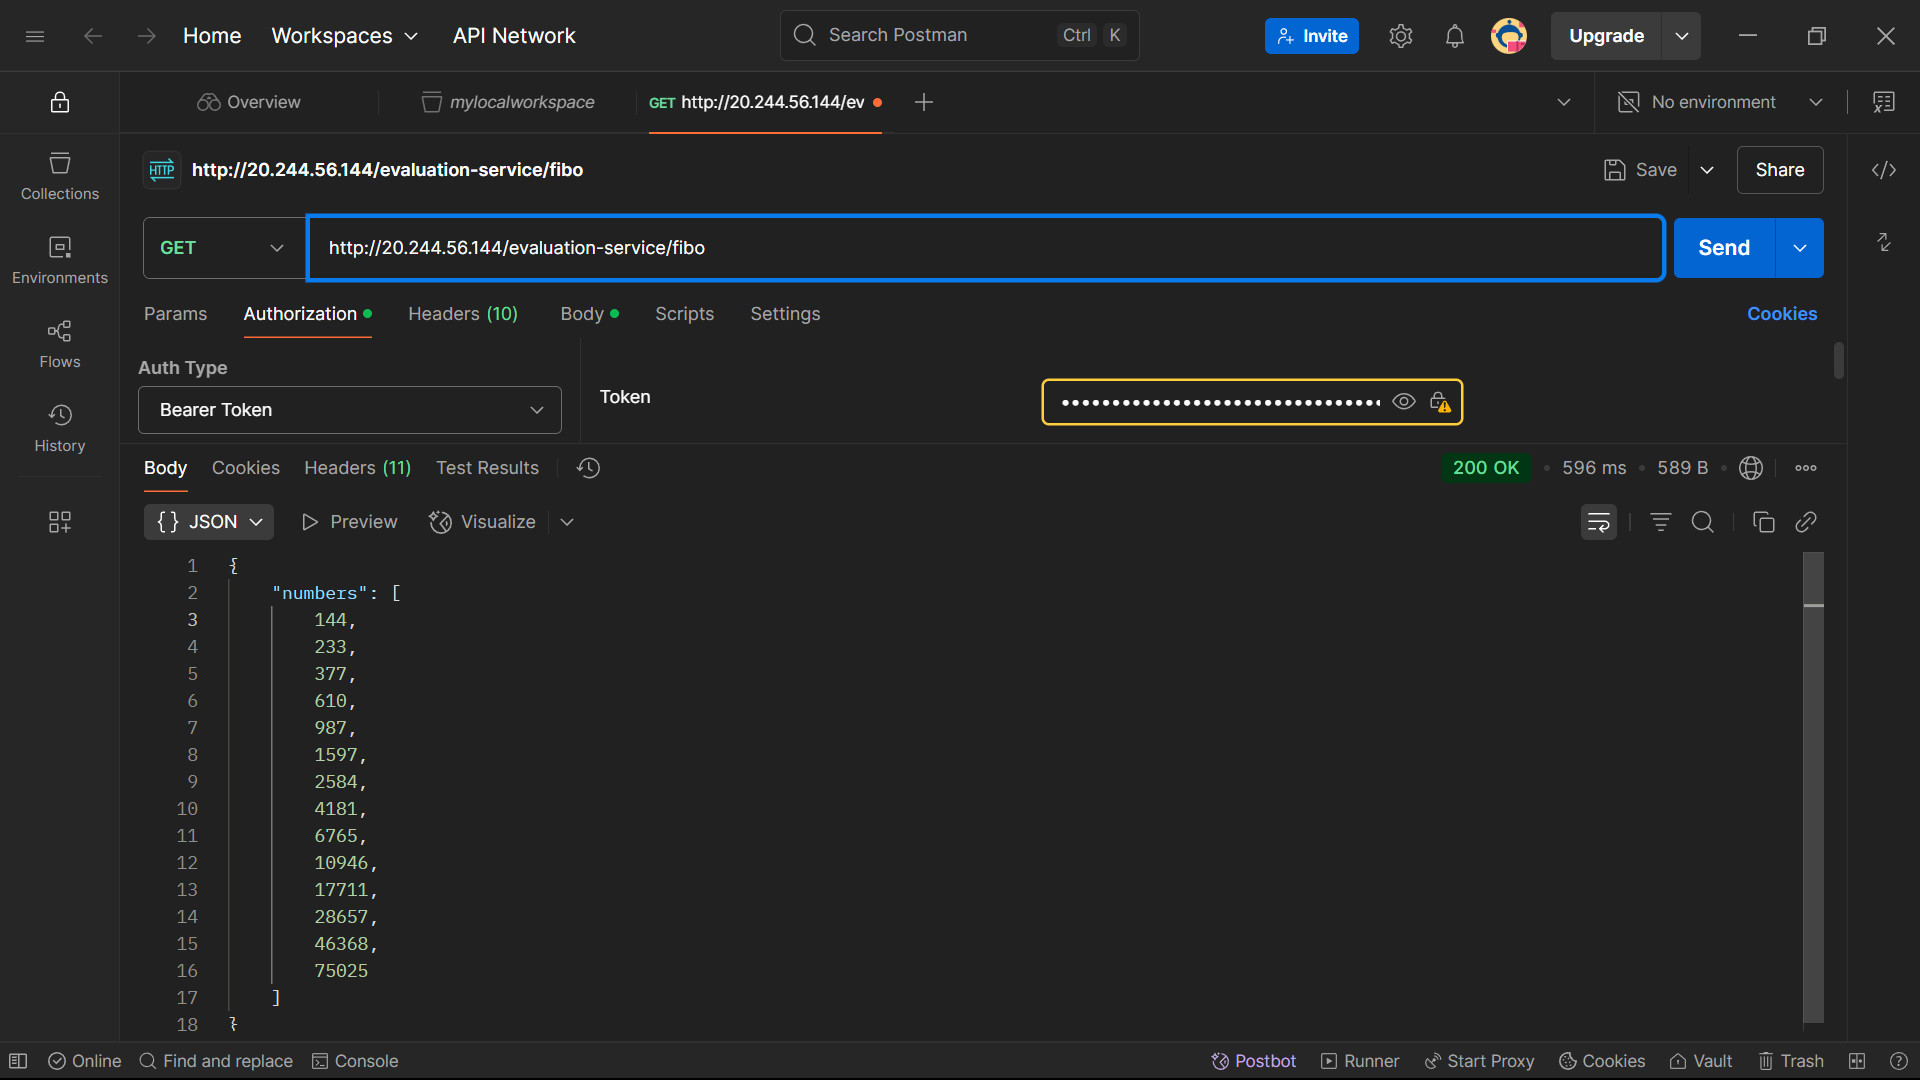 Home Workspaces API Network Search Postman Ctrl K Invite Upgrade
Overview mylocalworkspace GET http://20.244.56.144/ev No environment
HTTP http://20.244.56.144/evaluation-service/fibo Save Share
GET http://20.244.56.144/evaluation-service/fibo Send
Params Authorization Headers (10) Body Scripts Settings Cookies
Collections
Environments
Flows
History
Auth Type
Bearer Token
Token
Body Cookies Headers (11) Test Results 200 OK 596 ms 589 B
{} JSON Preview Visualize
1 {
2 "numbers": [
3 144,
4 233,
5 377,
6 610,
7 987,
8 1597,
9 2584,
10 4181,
11 6765,
12 10946,
13 17711,
14 28657,
15 46368,
16 75025
17 ]
18 }
Online Find and replace Console Postbot Runner Start Proxy Cookies Vault Trash